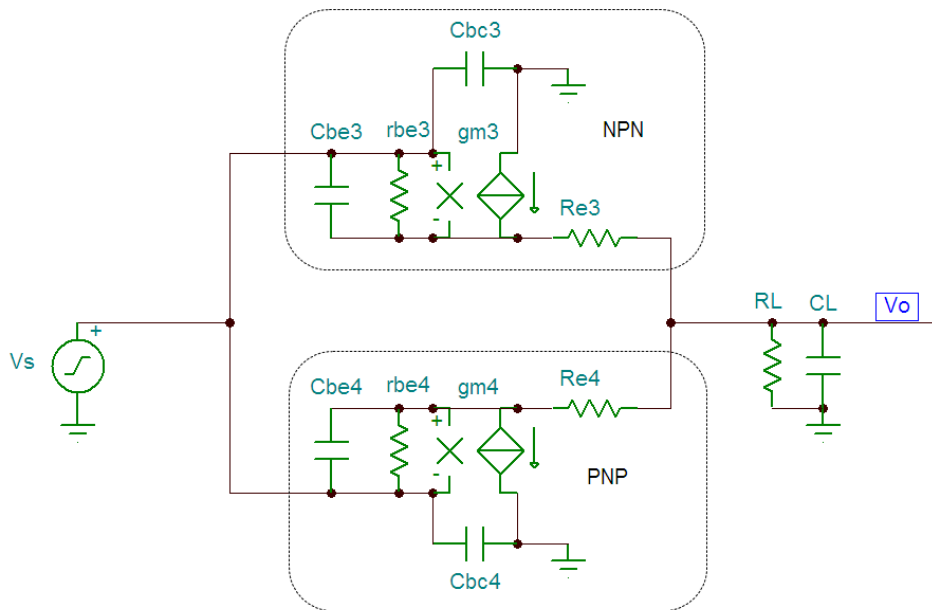 Cbc3
Cbe3 rbe3 gm3 NPN
+
-
Re3
RL CL Vo
Vs +
Cbe4 rbe4 gm4 Re4
+
-
PNP
Cbc4